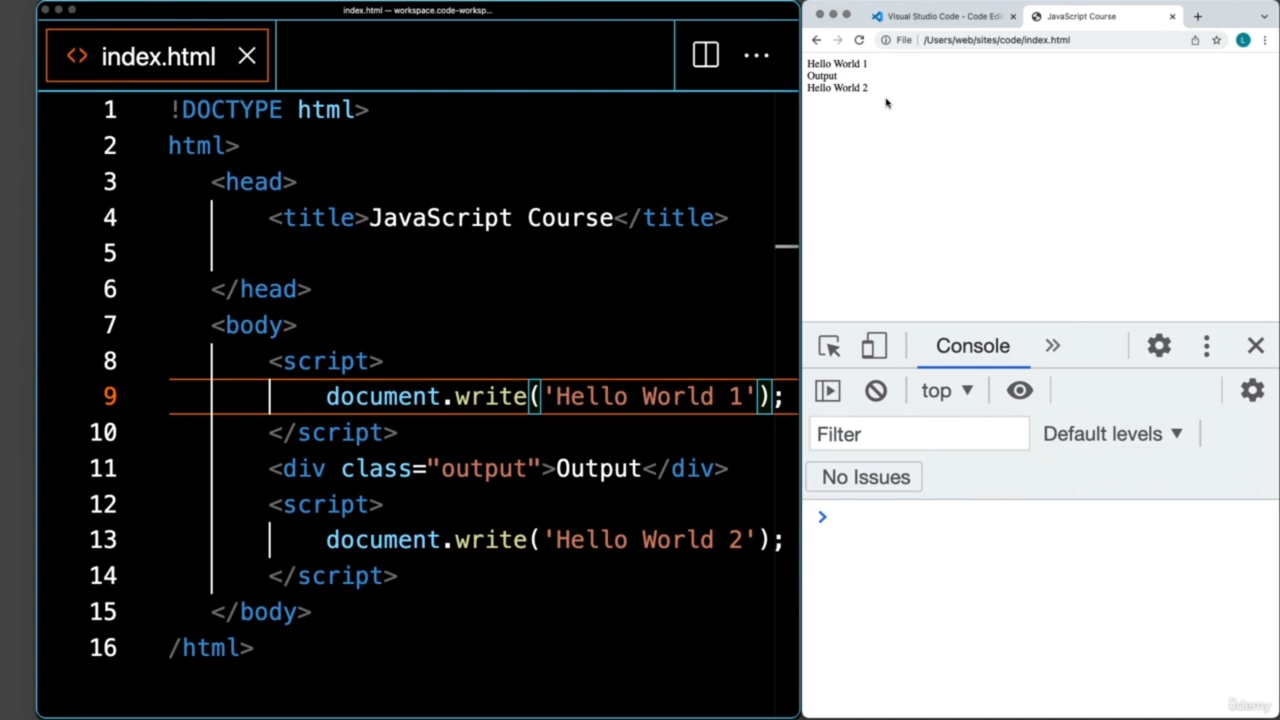 index.html — workspace.code-worksp...
index.html
1 !DOCTYPE html>
2 html>
3 <head>
4 <title>JavaScript Course</title>
5
6 </head>
7 <body>
8 <script>
9 document.write('Hello World 1');
10 </script>
11 <div class="output">Output</div>
12 <script>
13 document.write('Hello World 2');
14 </script>
15 </body>
16 /html>
Visual Studio Code - Code Edi
JavaScript Course
File /Users/web/sites/code/index.html
L
Hello World 1
Output
Hello World 2
Console
top
Filter
Default levels
No Issues
ûdemy